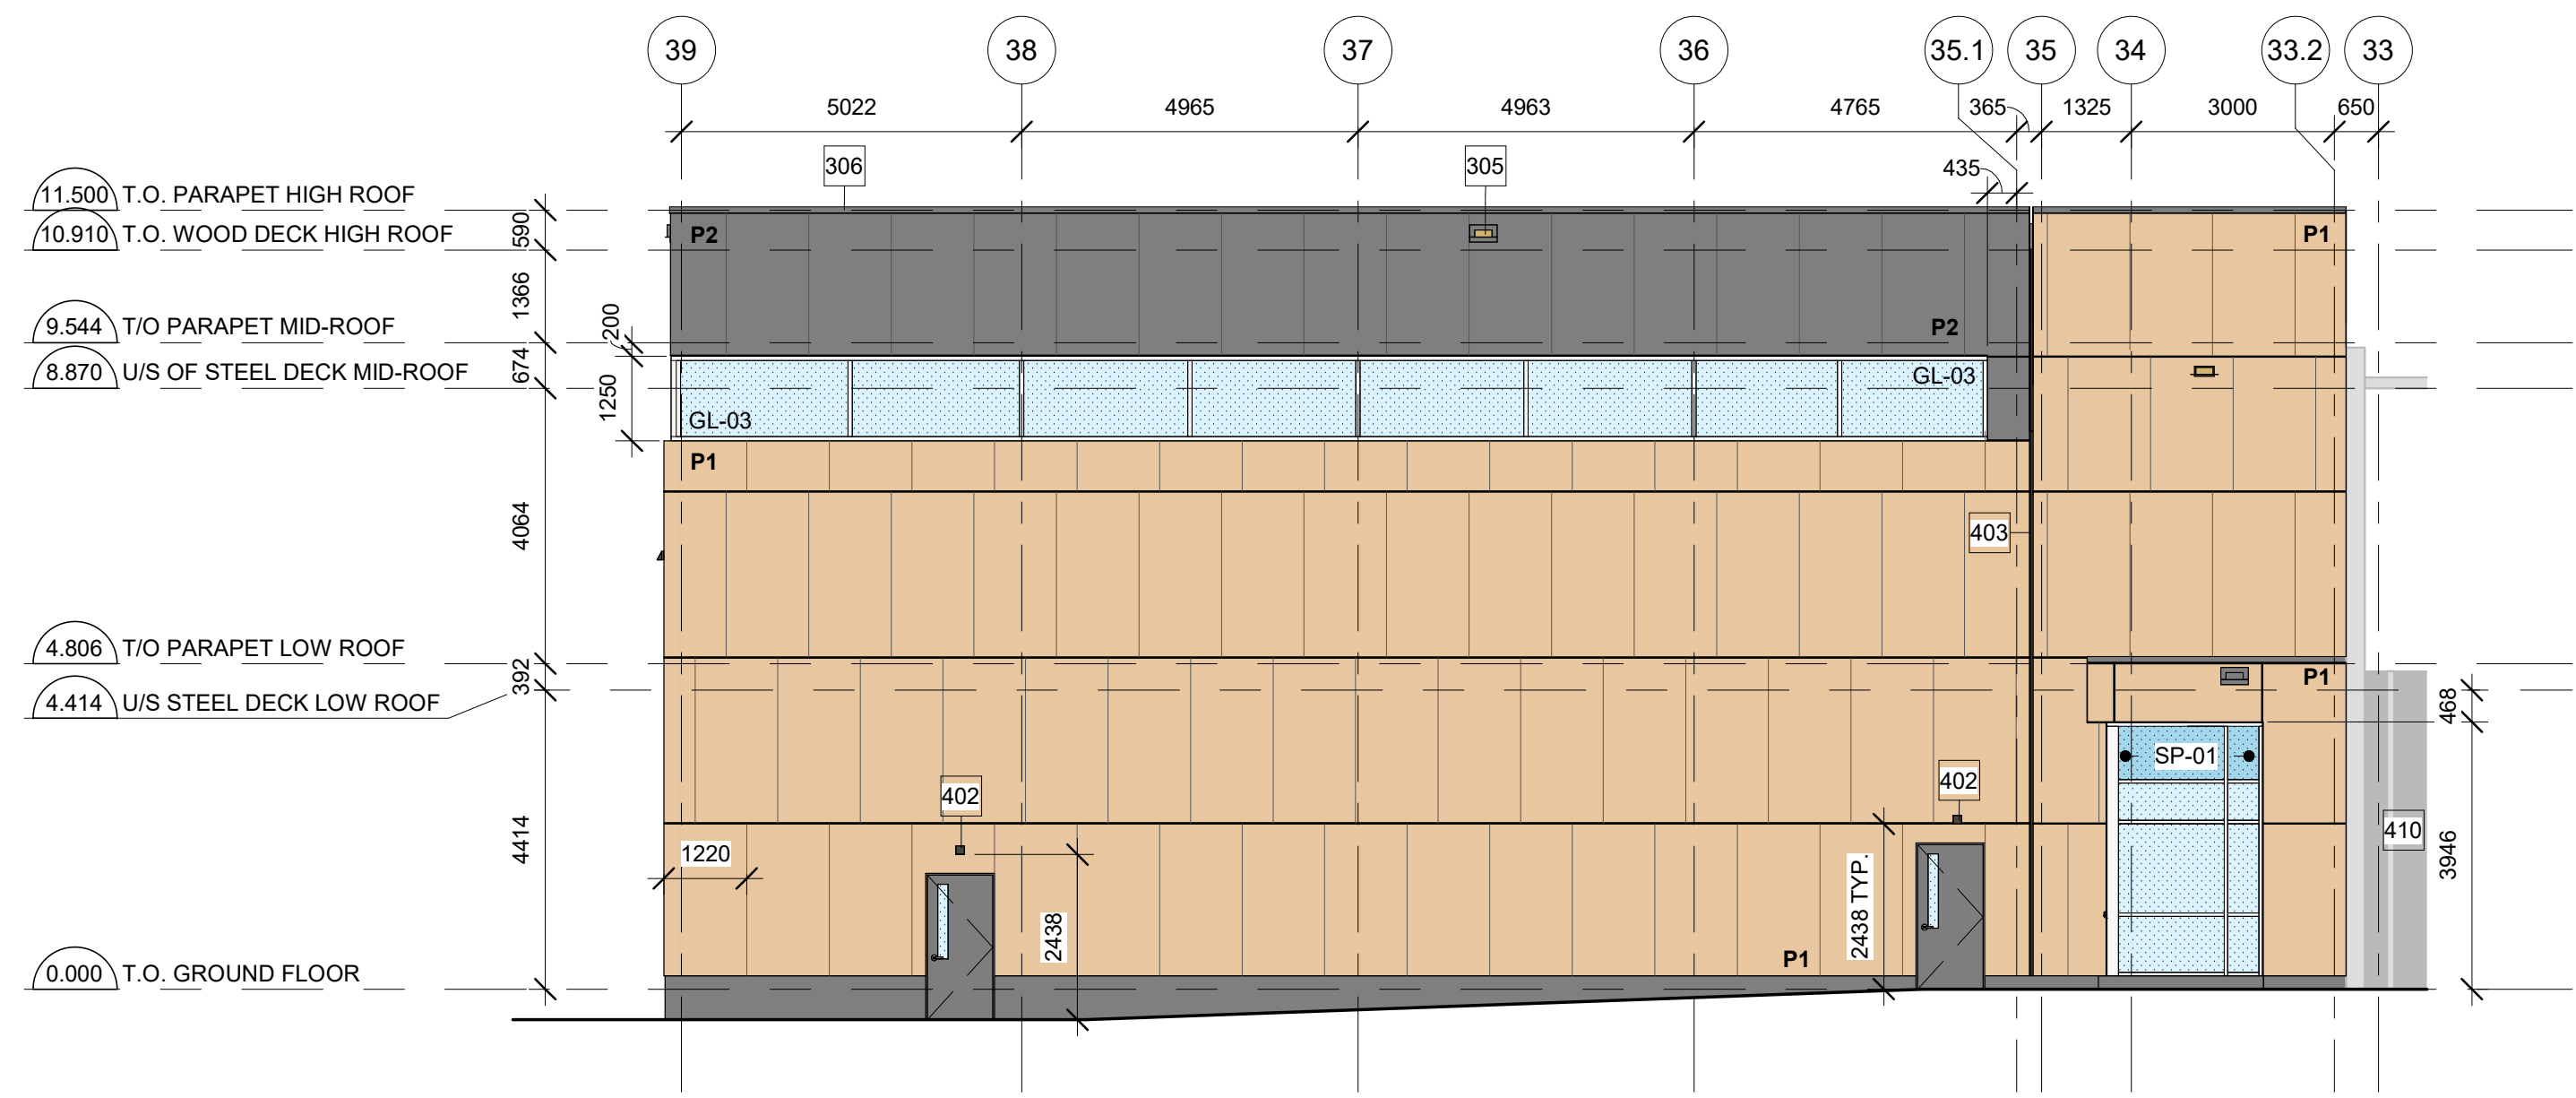 39 38 37 36 35.1 35 34 33.2 33
5022 4965 4963 4765 365 1325 3000 650
306 305 435
11.500 T.O. PARAPET HIGH ROOF
590
10.910 T.O. WOOD DECK HIGH ROOF
P2 P1
1366
9.544 T/O PARAPET MID-ROOF
200 P2
674
8.870 U/S OF STEEL DECK MID-ROOF
GL-03
1250
GL-03
P1
4064
403
4.806 T/O PARAPET LOW ROOF
392
P1
4.414 U/S STEEL DECK LOW ROOF
468
SP-01
402 402
410
4414
1220
3946
2438
2438 TYP.
P1
0.000 T.O. GROUND FLOOR